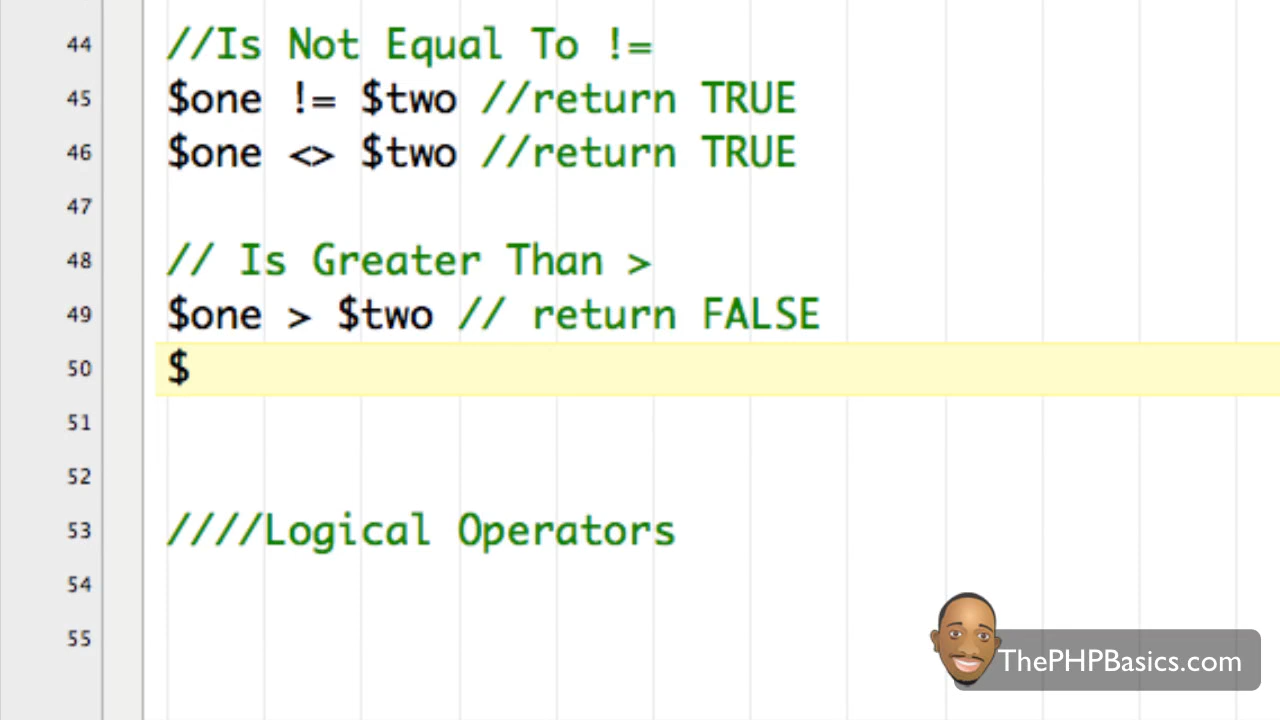 44 //Is Not Equal To !=
45 $one != $two //return TRUE
46 $one <> $two //return TRUE
47
48 // Is Greater Than >
49 $one > $two // return FALSE
50 $
51
52
53 ////Logical Operators
54
55
ThePHPBasics.com